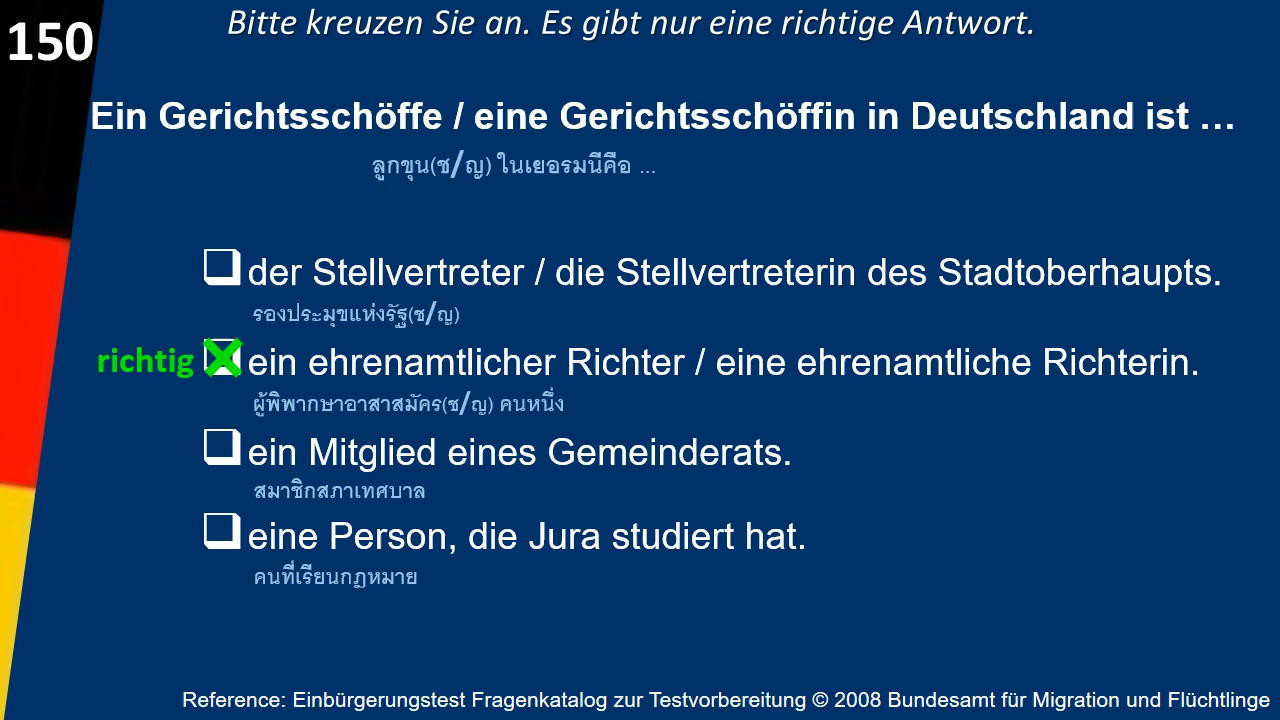 150
Bitte kreuzen Sie an. Es gibt nur eine richtige Antwort.
Ein Gerichtsschöffe / eine Gerichtsschöffin in Deutschland ist …
ลูกขุน(ช/ญ) ในเยอรมนีคือ ...
❑ der Stellvertreter / die Stellvertreterin des Stadtoberhaupts.
รองประมุขแห่งรัฐ(ช/ญ)
richtig ein ehrenamtlicher Richter / eine ehrenamtliche Richterin.
ผู้พิพากษาอาสาสมัคร(ช/ญ) คนหนึ่ง
❑ ein Mitglied eines Gemeinderats.
สมาชิกสภาเทศบาล
❑ eine Person, die Jura studiert hat.
คนที่เรียนกฎหมาย
Reference: Einbürgerungstest Fragenkatalog zur Testvorbereitung © 2008 Bundesamt für Migration und Flüchtlinge